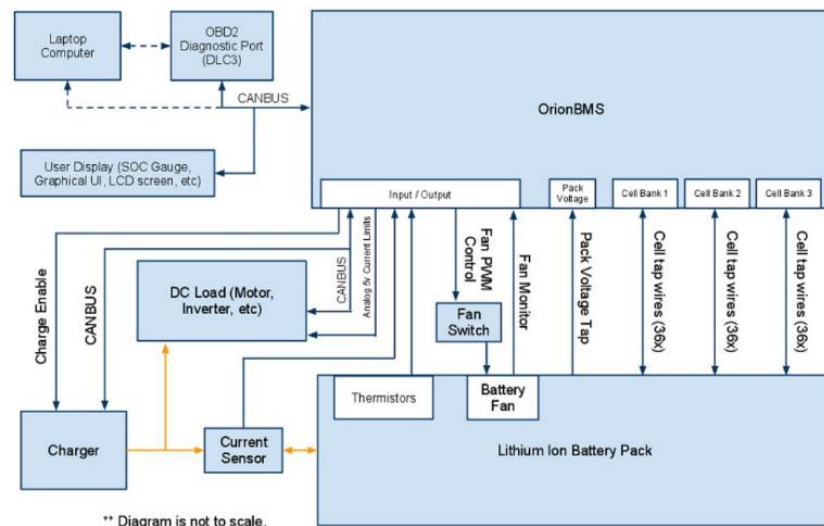 Laptop
Computer
OBD2
Diagnostic Port
(DLC3)
CANBUS
OrionBMS
User Display (SOC Gauge,
Graphical UI, LCD screen, etc)
Input / Output
Pack
Voltage
Cell Bank 1
Cell Bank 2
Cell Bank 3
Charge Enable
CANBUS
DC Load (Motor,
Inverter, etc)
CANBUS
Analog 5v Current Limits
Fan PWM
Control
Fan Monitor
Pack Voltage Tap
Cell tap wires (36x)
Cell tap wires (36x)
Cell tap wires (36x)
Fan
Switch
Thermistors
Battery
Fan
Charger
Current
Sensor
Lithium Ion Battery Pack
** Diagram is not to scale.